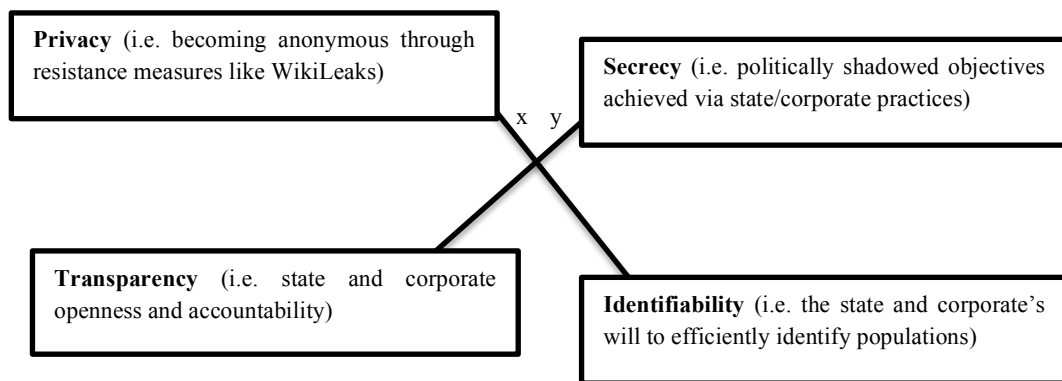 Privacy (i.e. becoming anonymous through
resistance measures like WikiLeaks)
Secrecy (i.e. politically shadowed objectives
achieved via state/corporate practices)
x y
Transparency (i.e. state and corporate
openness and accountability)
Identifiability (i.e. the state and corporate's
will to efficiently identify populations)